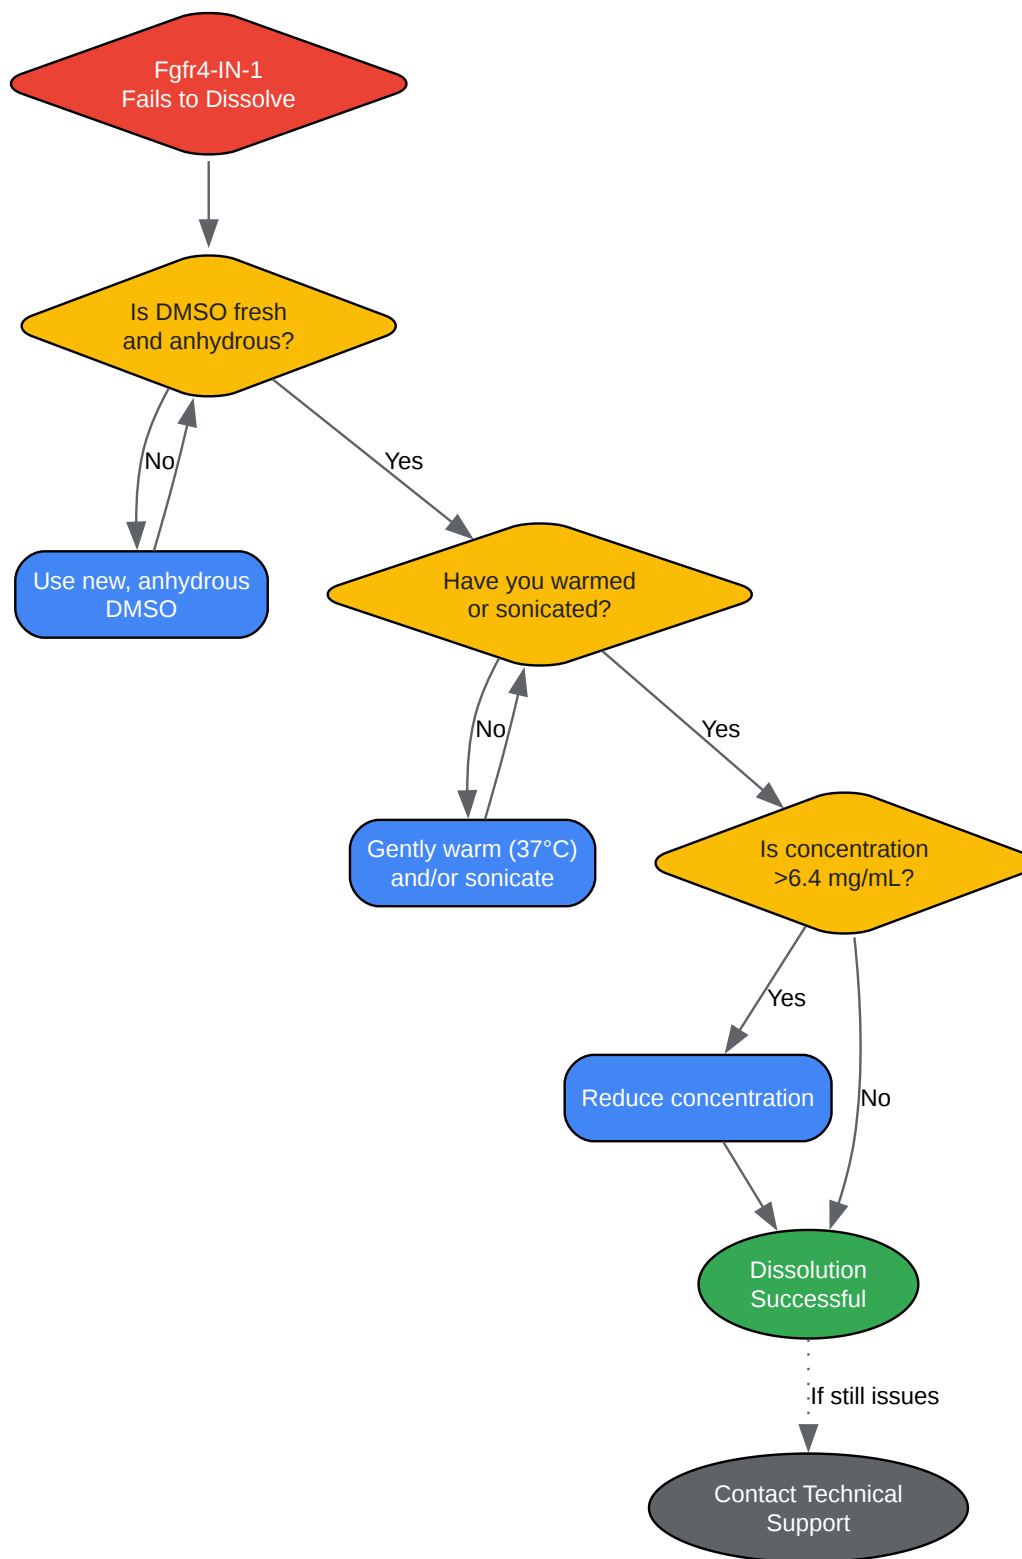 Fgfr4-IN-1
Fails to Dissolve
Is DMSO fresh
and anhydrous?
No
Yes
Use new, anhydrous
DMSO
Have you warmed
or sonicated?
No
Yes
Gently warm (37°C)
and/or sonicate
Is concentration
>6.4 mg/mL?
Yes
Reduce concentration
No
Dissolution
Successful
If still issues
Contact Technical
Support